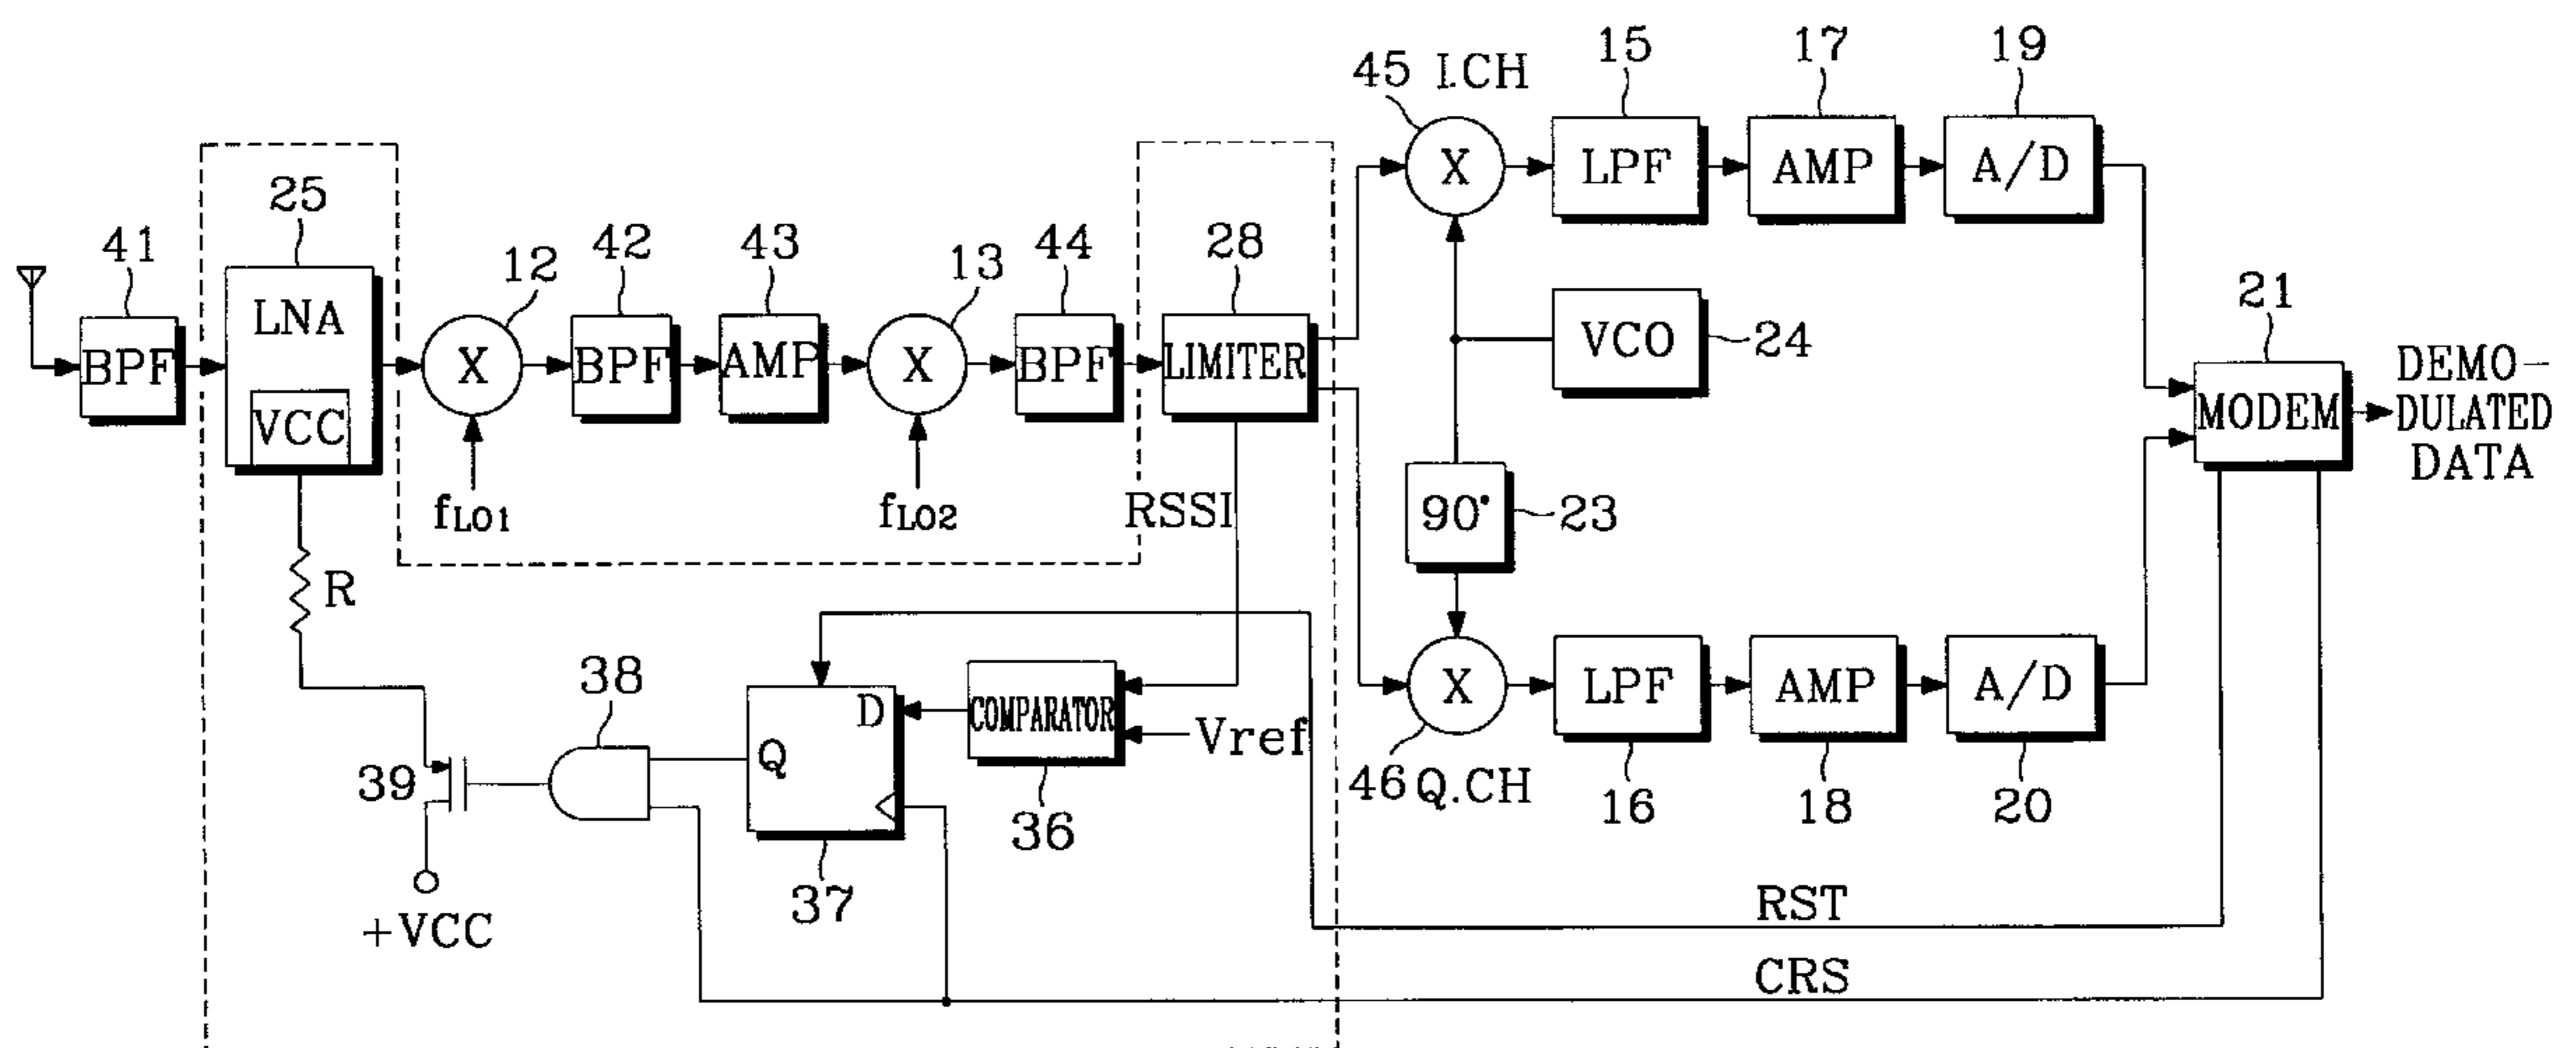 45 I.CH
15
17
19
X
LPF
AMP
A/D
25
41
LNA
VCC
BPF
12
X
fLO1
42
BPF
43
AMP
13
X
fLO2
44
BPF
28
LIMITER
RSSI
VCO
24
90°
23
21
MODEM
DEMO-
DULATED
DATA
R
38
39
+VCC
D
Q
37
COMPARATOR
36
Vref
X
46 Q.CH
LPF
16
AMP
18
A/D
20
RST
CRS